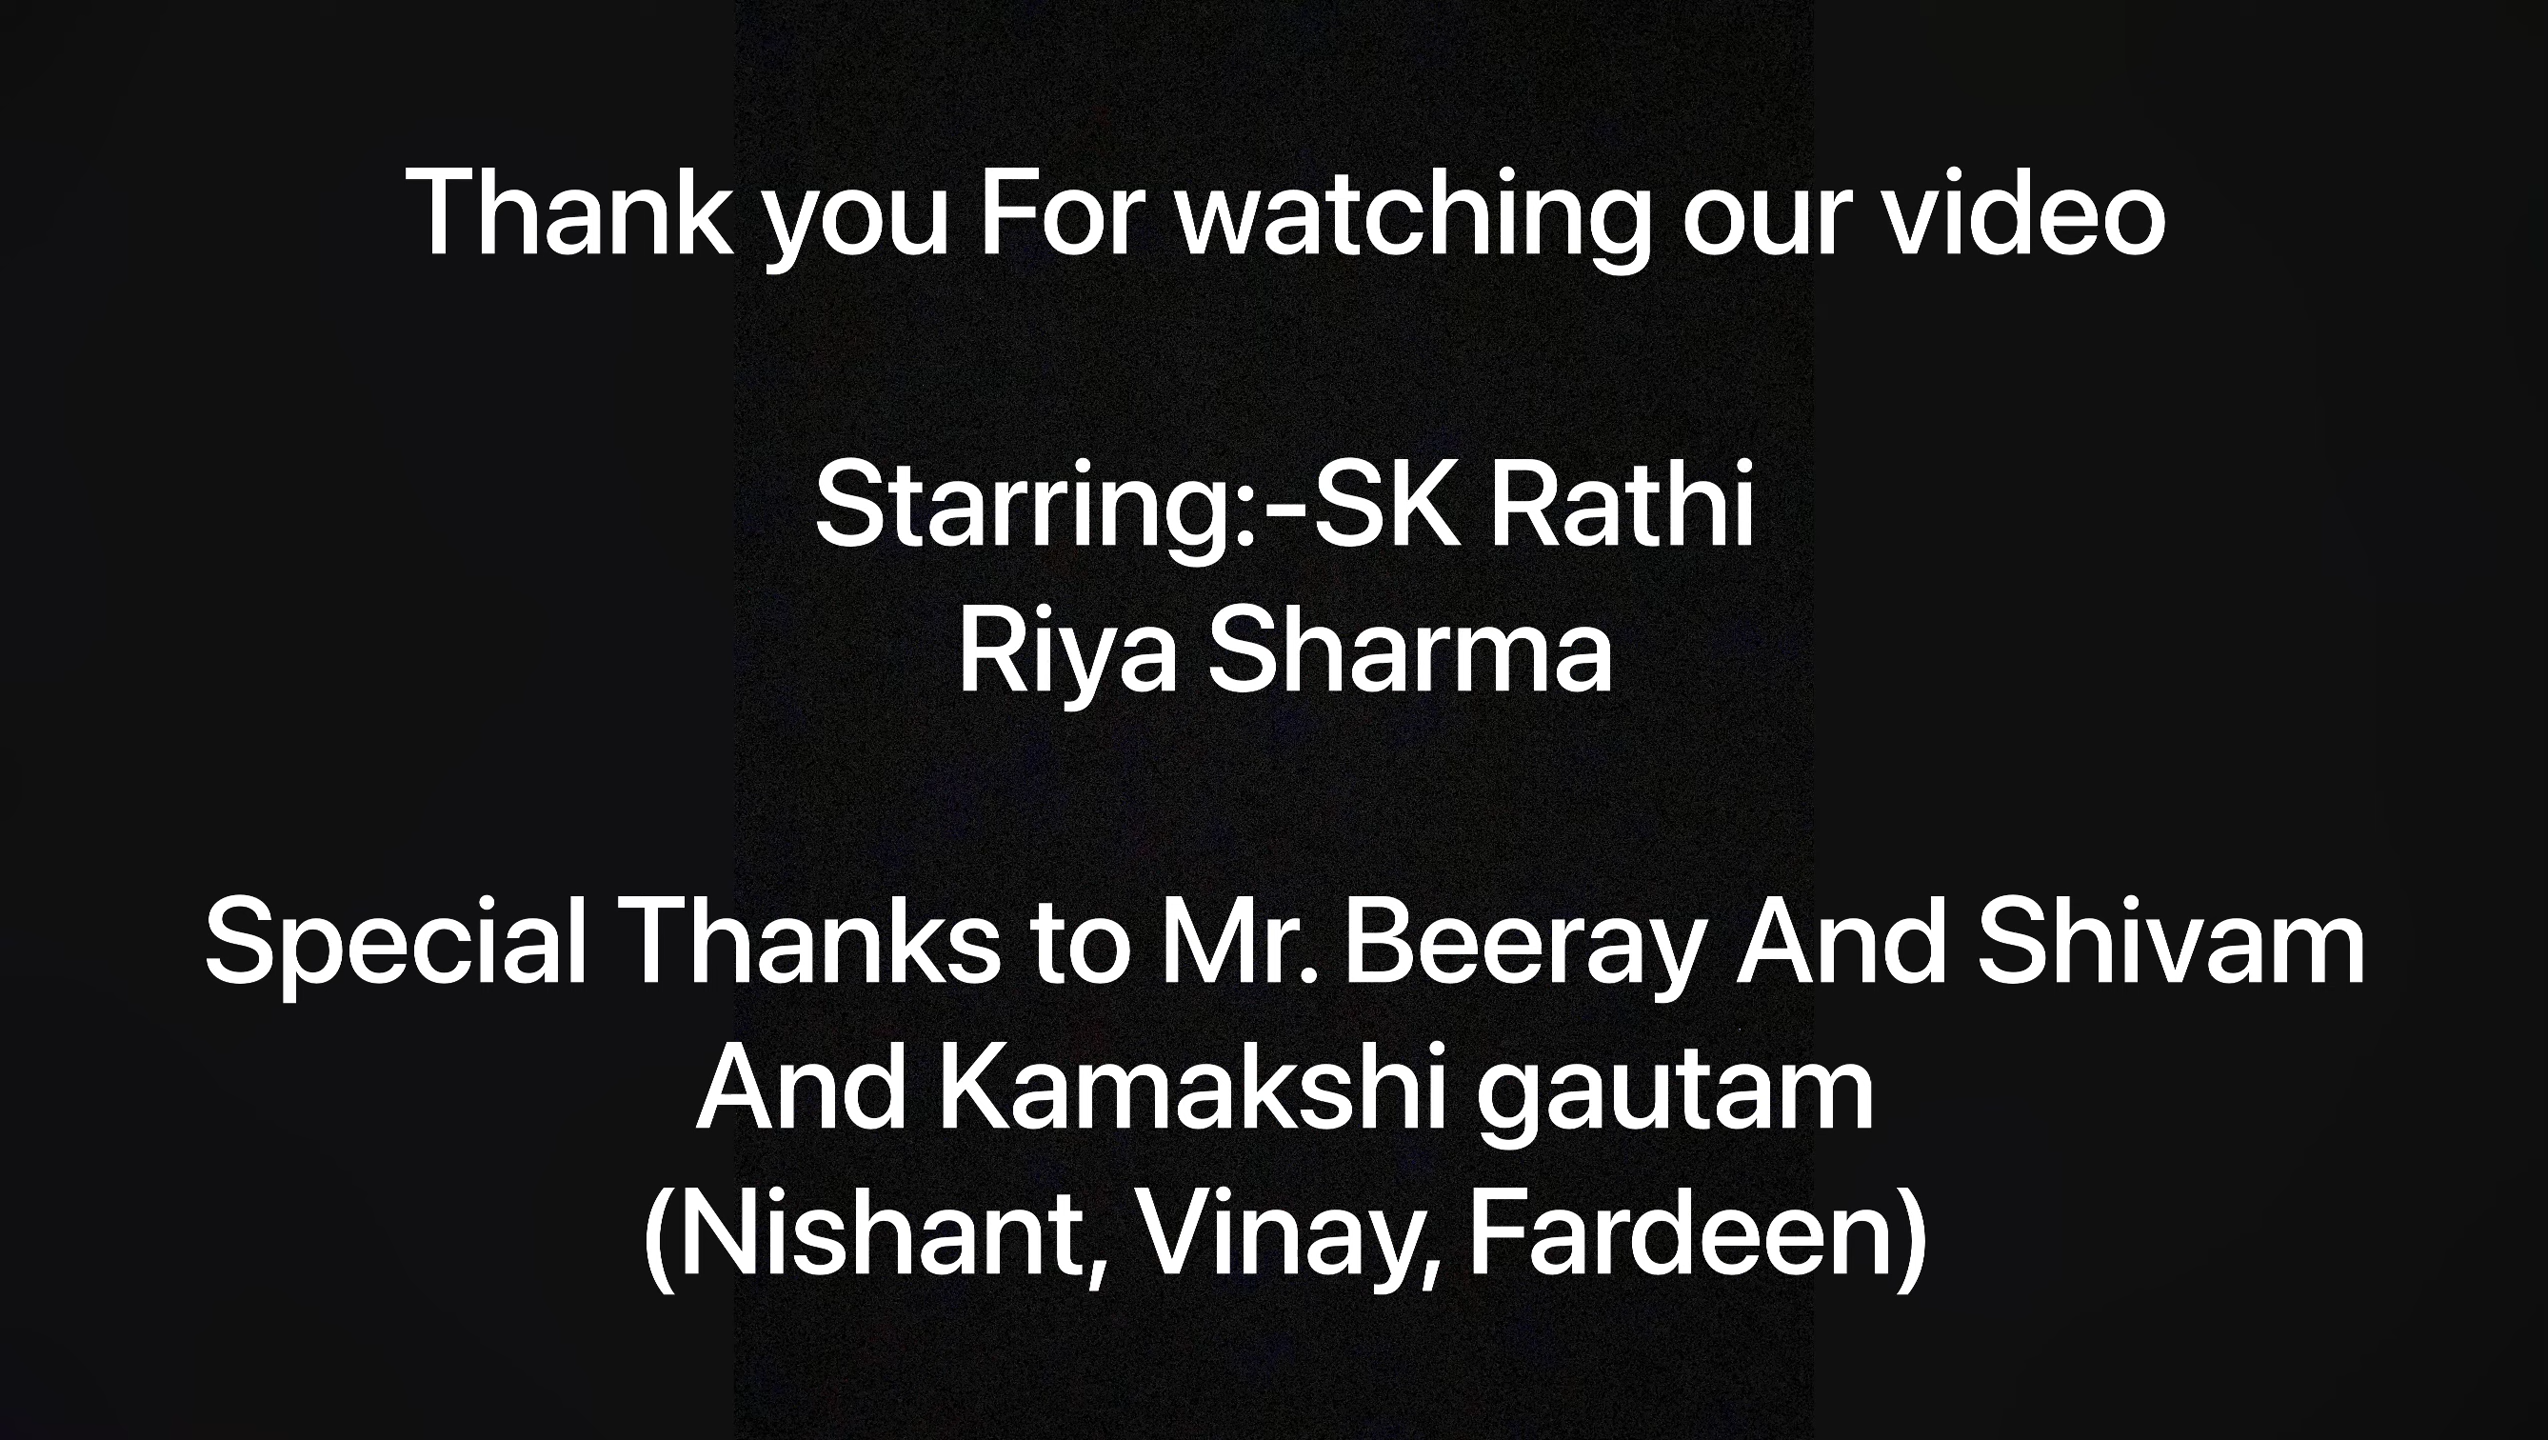 Thank you For watching our video
Starring:-SK Rathi
Riya Sharma
Special Thanks to Mr. Beeray And Shivam
And Kamakshi gautam
(Nishant, Vinay, Fardeen)